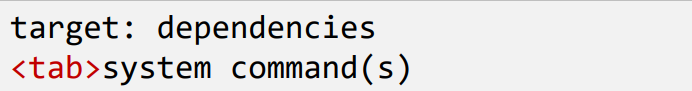 target: dependencies
<tab>system command(s)